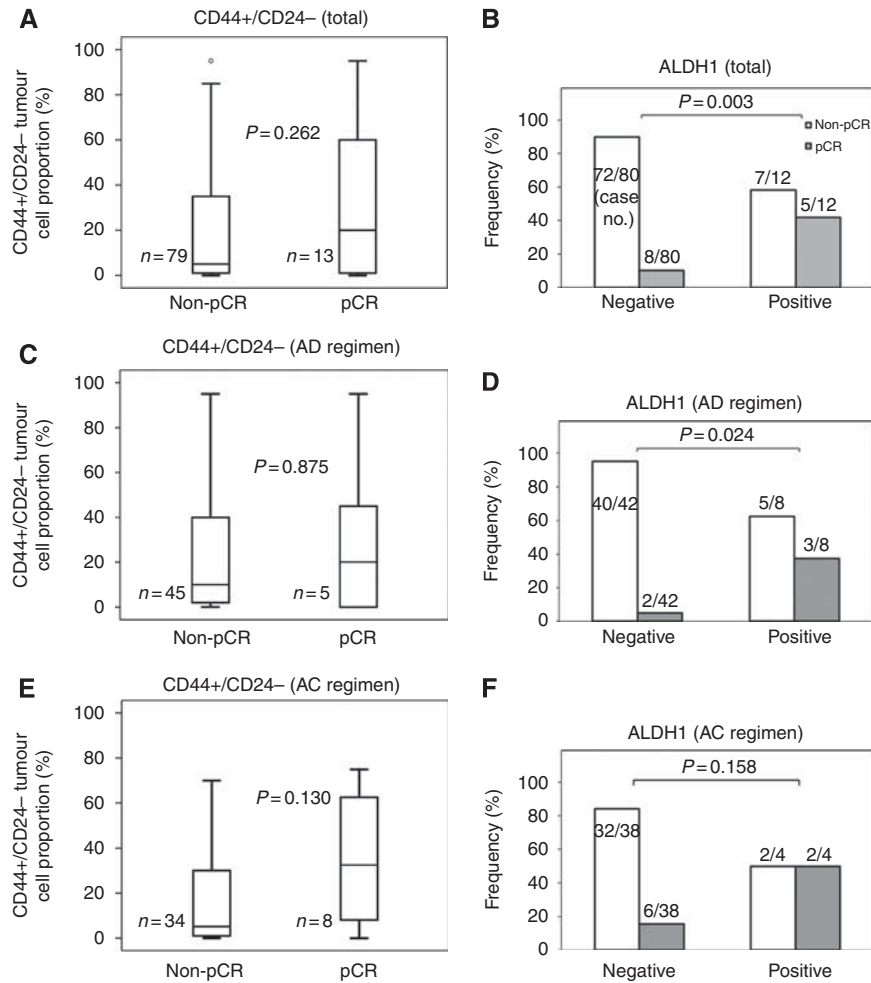 A
CD44+/CD24– (total)
CD44+/CD24– tumour
cell proportion (%)
100
80
60
40
20
0
P=0.262
n=79
n=13
Non-pCR
pCR
B
ALDH1 (total)
P=0.003
Non-pCR
pCR
Frequency (%)
100
80
60
40
20
0
72/80
(case
no.)
8/80
7/12
5/12
Negative
Positive
C
CD44+/CD24– (AD regimen)
CD44+/CD24– tumour
cell proportion (%)
100
80
60
40
20
0
P=0.875
n=45
n=5
Non-pCR
pCR
D
ALDH1 (AD regimen)
P=0.024
Frequency (%)
100
80
60
40
20
0
40/42
2/42
5/8
3/8
Negative
Positive
E
CD44+/CD24– (AC regimen)
CD44+/CD24– tumour
cell proportion (%)
100
80
60
40
20
0
P=0.130
n=34
n=8
Non-pCR
pCR
F
ALDH1 (AC regimen)
P=0.158
Frequency (%)
100
80
60
40
20
0
32/38
6/38
2/4
2/4
Negative
Positive